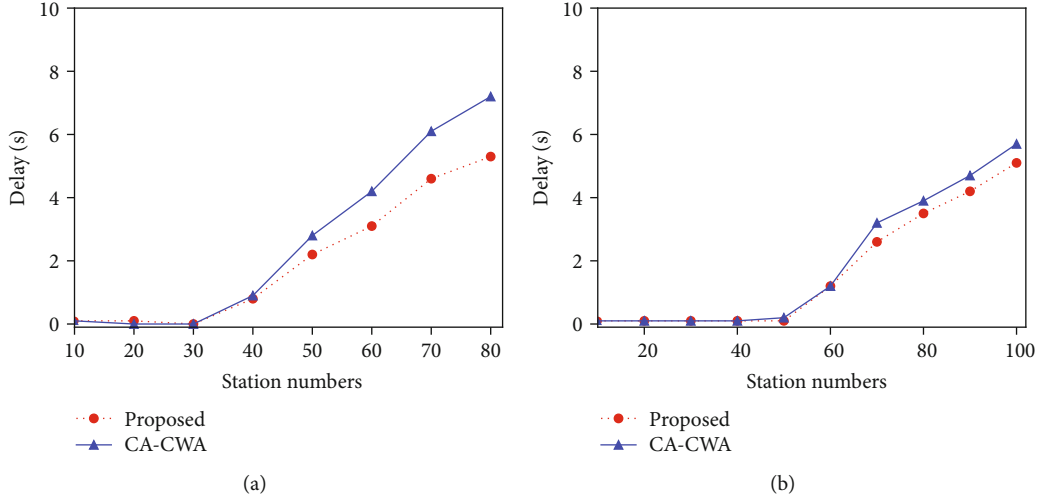 10
8
6
4
2
0
Delay (s)
10 20 30 40 50 60 70 80
Station numbers
Proposed
CA-CWA
(a)
10
8
6
4
2
0
Delay (s)
20 40 60 80 100
Station numbers
Proposed
CA-CWA
(b)